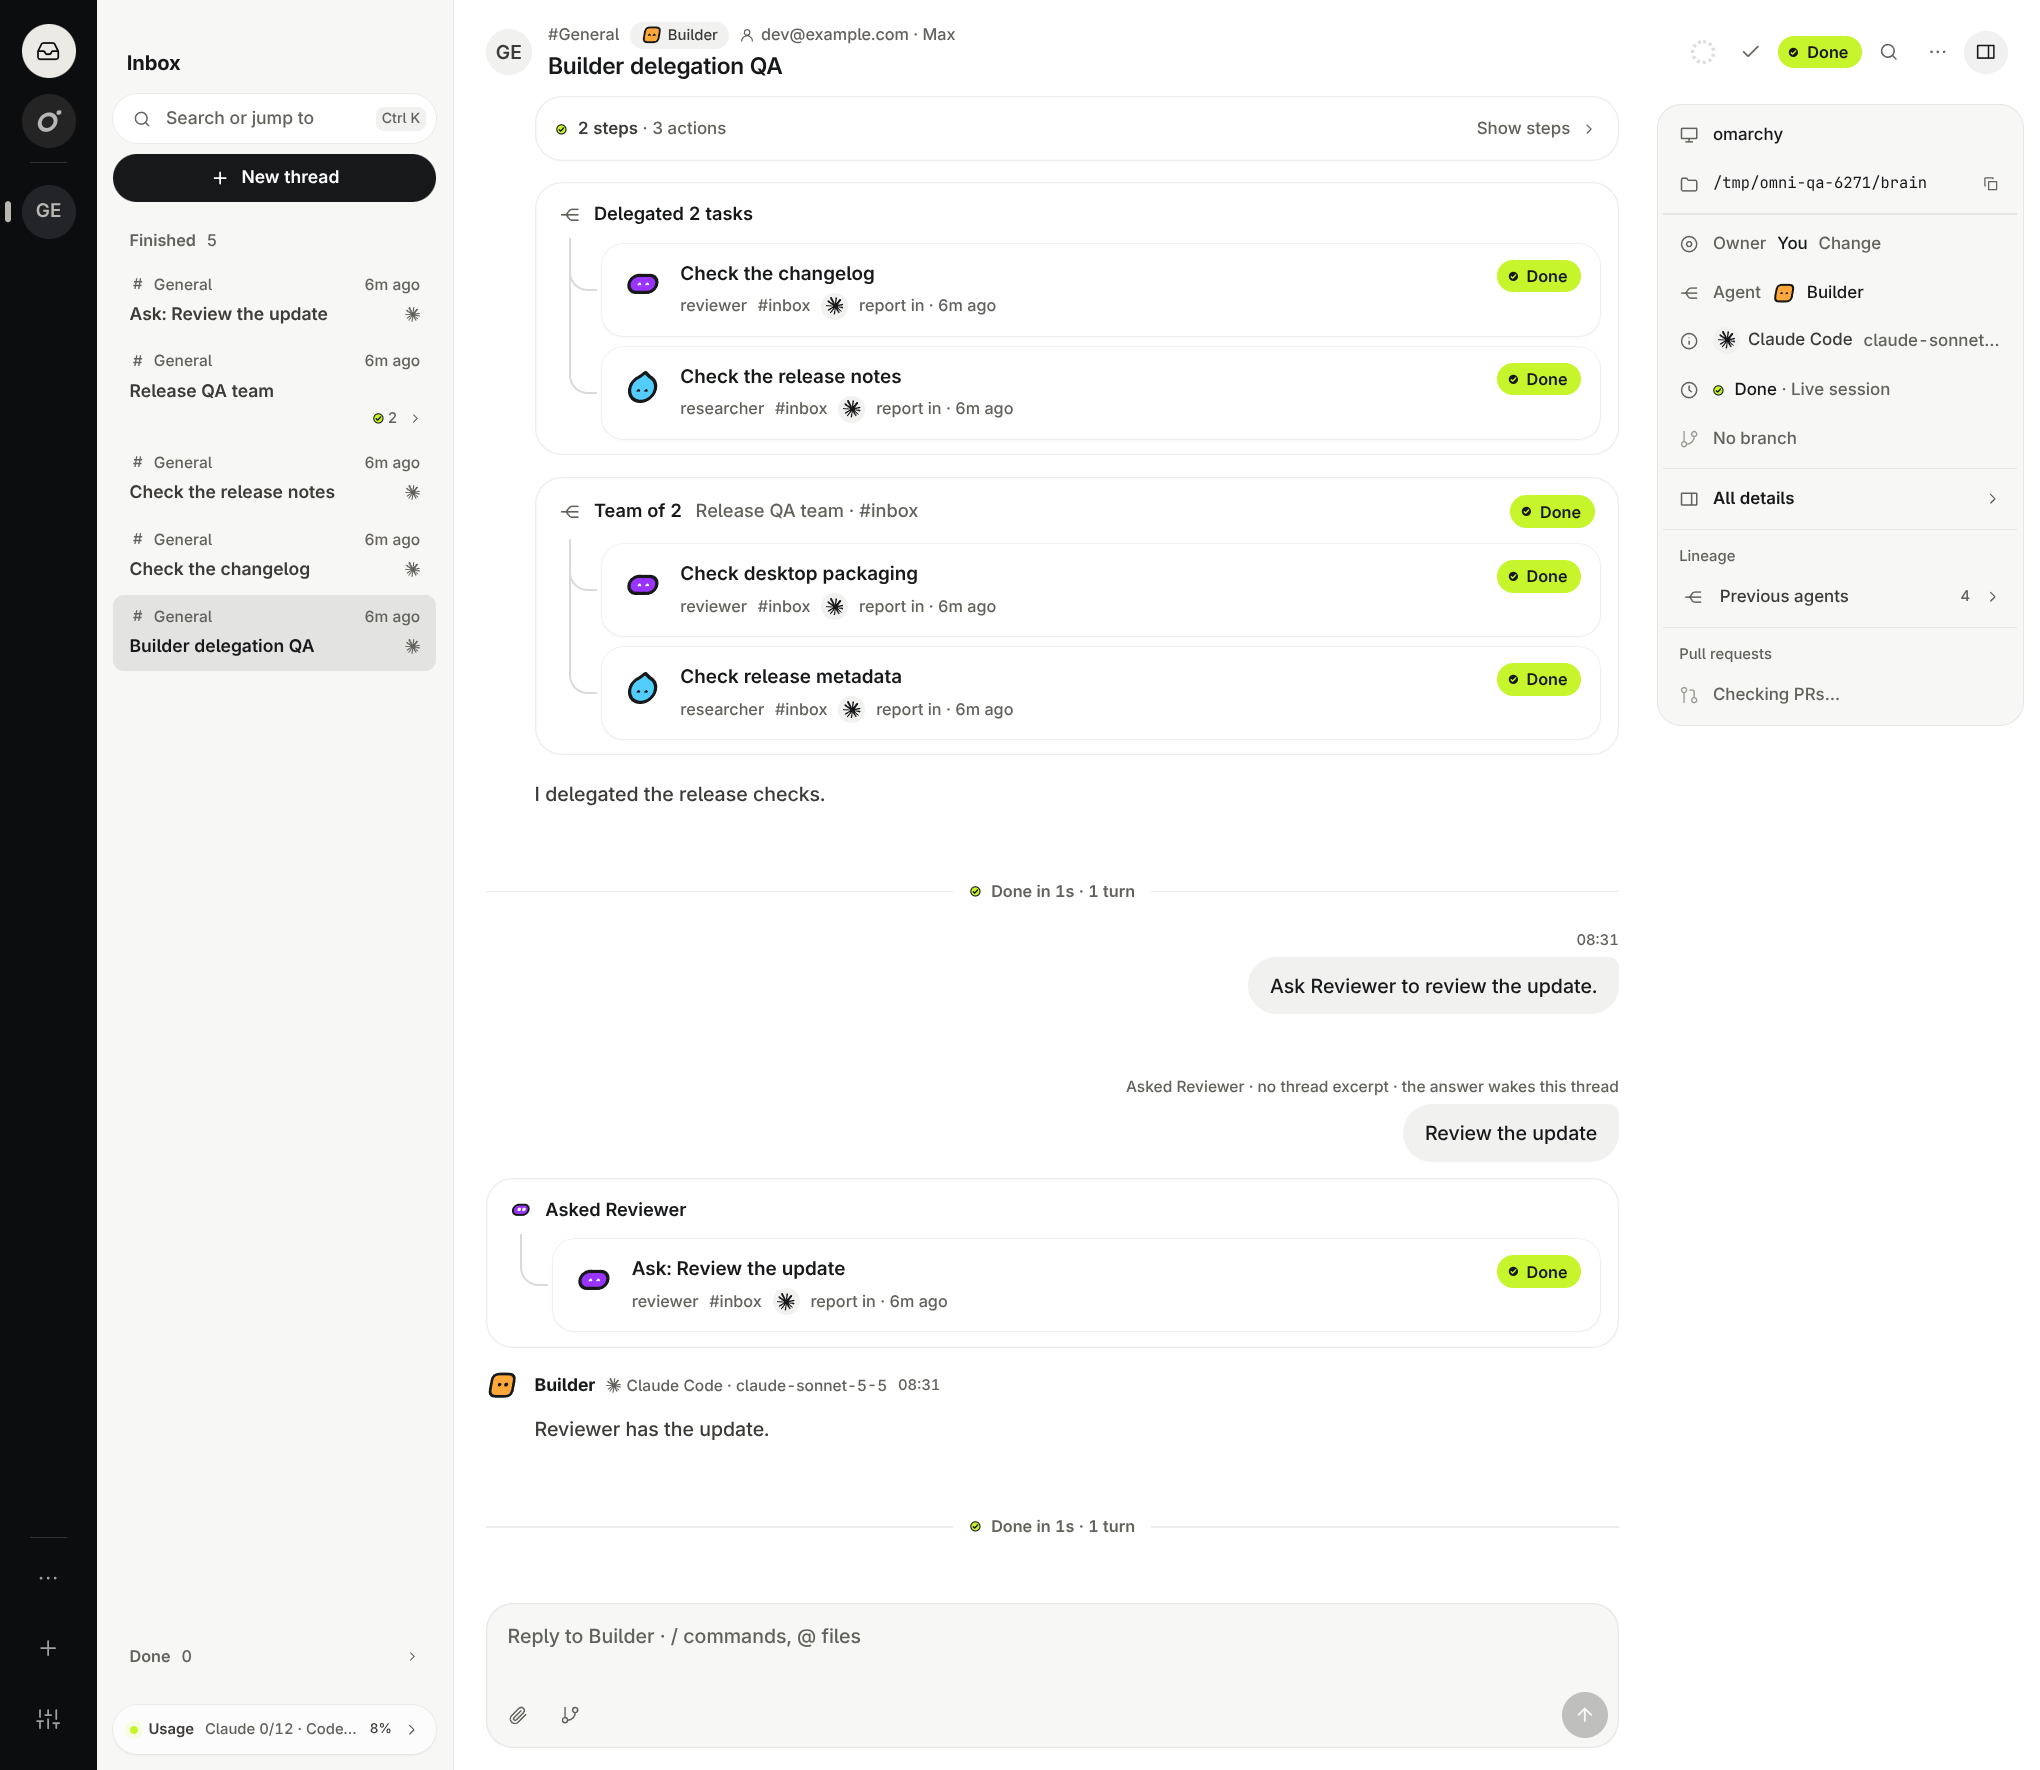 Inbox
Search or jump to Ctrl K
New thread
GE
Finished 5
# General 6m ago
Ask: Review the update
# General 6m ago
Release QA team
2
# General 6m ago
Check the release notes
# General 6m ago
Check the changelog
# General 6m ago
Builder delegation QA
Done 0
Usage Claude 0/12 · Code... 8%
GE
#General Builder dev@example.com · Max
Builder delegation QA
Done
2 steps · 3 actions Show steps
Delegated 2 tasks
Check the changelog Done
reviewer #inbox report in · 6m ago
Check the release notes Done
researcher #inbox report in · 6m ago
Team of 2 Release QA team · #inbox Done
Check desktop packaging Done
reviewer #inbox report in · 6m ago
Check release metadata Done
researcher #inbox report in · 6m ago
I delegated the release checks.
Done in 1s · 1 turn
08:31
Ask Reviewer to review the update.
Asked Reviewer · no thread excerpt · the answer wakes this thread
Review the update
Asked Reviewer
Ask: Review the update Done
reviewer #inbox report in · 6m ago
Builder Claude Code · claude-sonnet-5-5 08:31
Reviewer has the update.
Done in 1s · 1 turn
Reply to Builder · / commands, @ files
omarchy
/tmp/omni-qa-6271/brain
Owner You Change
Agent Builder
Claude Code claude-sonnet...
Done · Live session
No branch
All details
Lineage
Previous agents 4
Pull requests
Checking PRs...